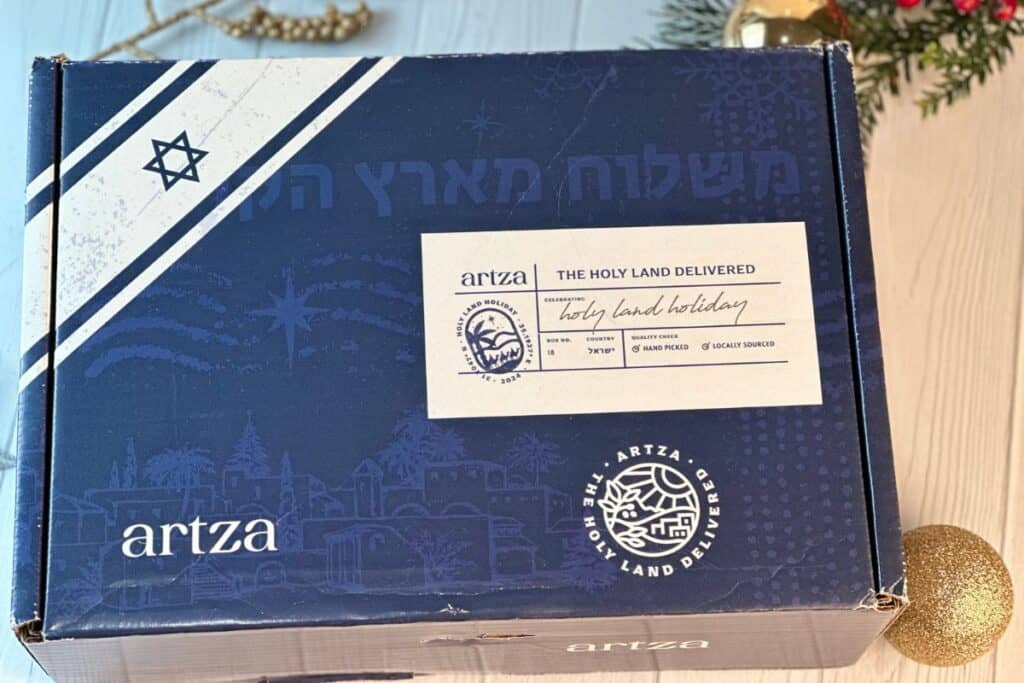 משלוח מארץ
artza
THE HOLY LAND DELIVERED
CELEBRATING
holy land holiday
HOLY LAND HOLIDAY
2024
BOX NO.
18
COUNTRY
ישראל
QUALITY CHECK
HAND PICKED
LOCALLY SOURCED
artza
ARTZA
THE HOLY LAND DELIVERED
artza